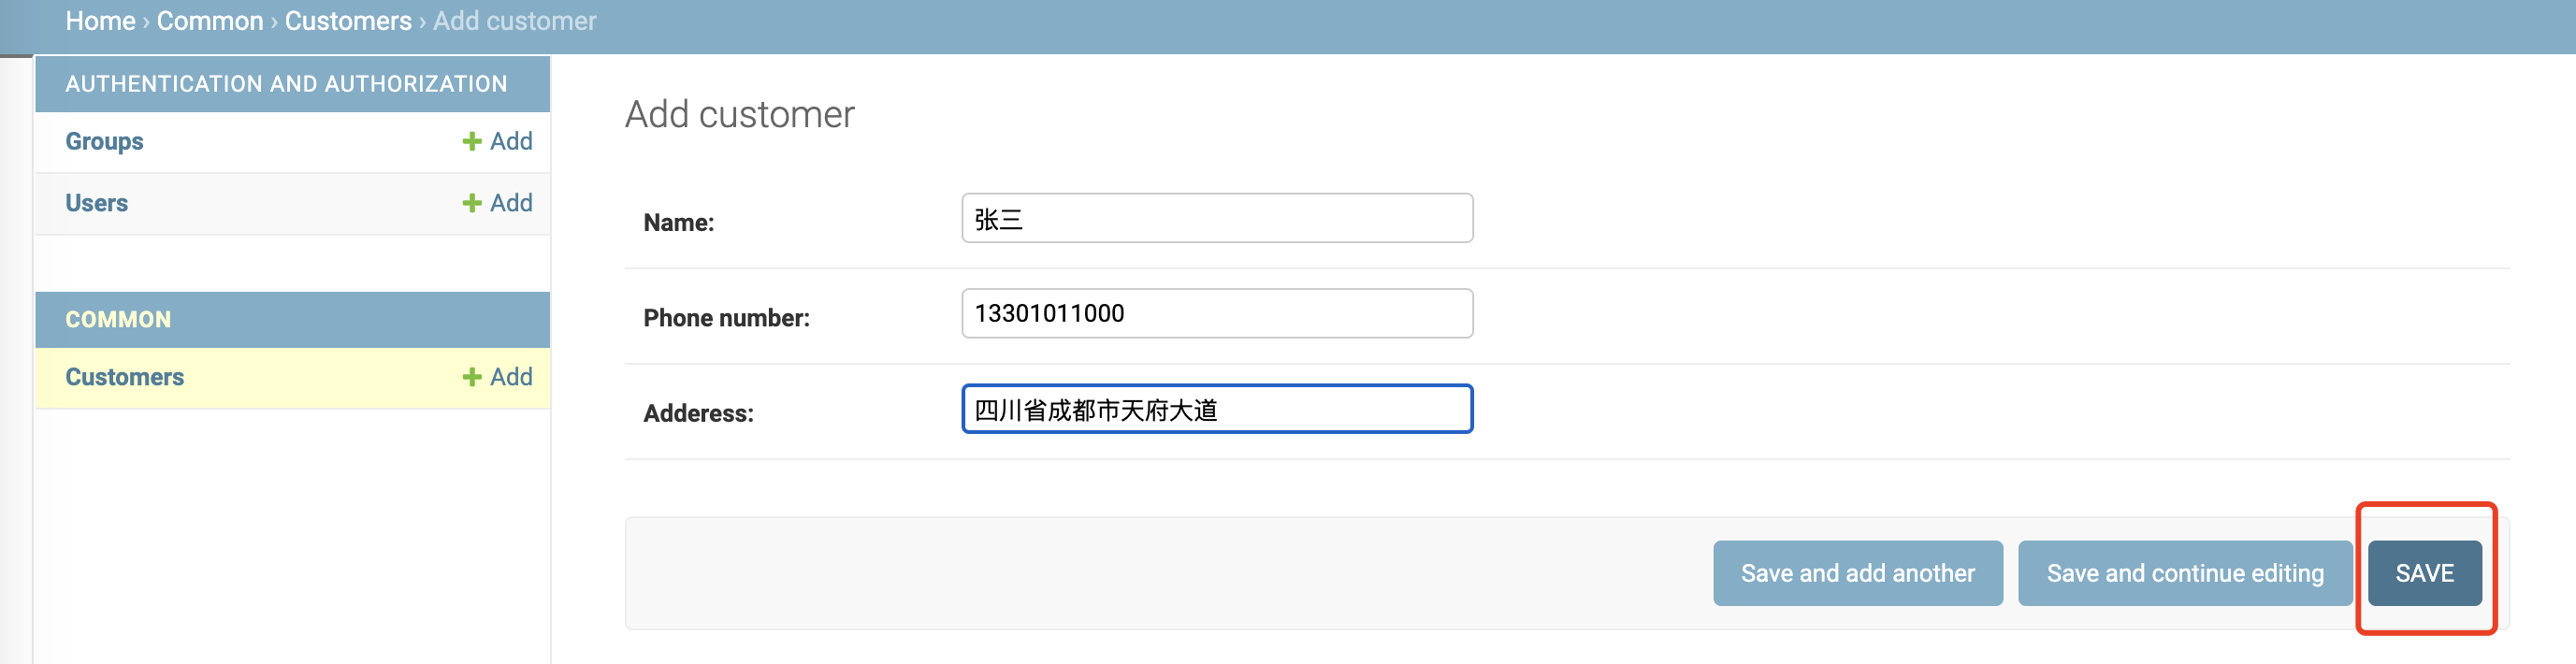 Home › Common › Customers › Add customer
AUTHENTICATION AND AUTHORIZATION
Groups + Add
Users + Add
COMMON
Customers + Add
Add customer
Name: 张三
Phone number: 13301011000
Adderess: 四川省成都市天府大道
Save and add another
Save and continue editing
SAVE